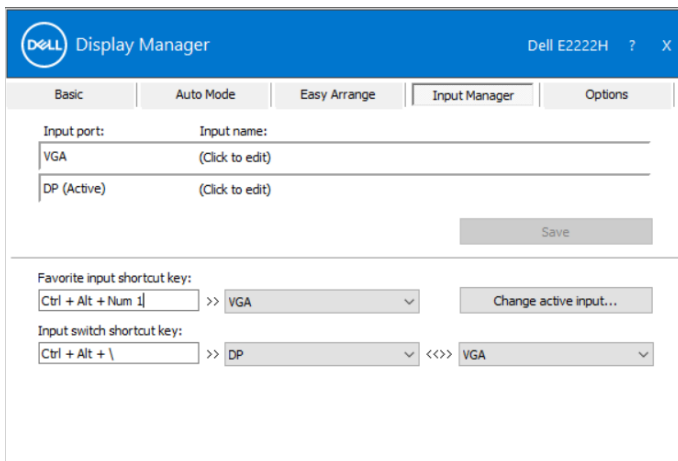 DELL Display Manager Dell E2222H ? X
Basic Auto Mode Easy Arrange Input Manager Options
Input port: Input name:
VGA (Click to edit)
DP (Active) (Click to edit)
Save
Favorite input shortcut key:
Ctrl + Alt + Num 1 >> VGA Change active input...
Input switch shortcut key:
Ctrl + Alt + \ >> DP <<>> VGA